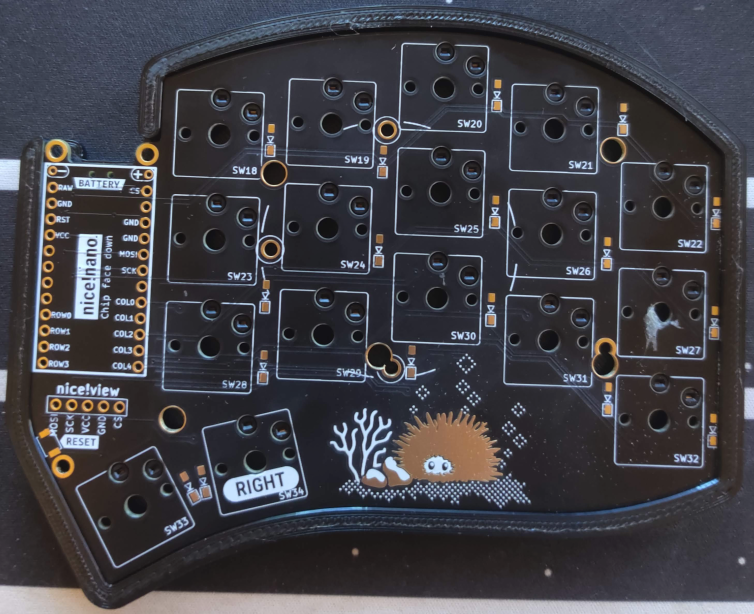 SW20
SW18
SW19
SW21
BATTERY
RAW
CS
GND
RST
GND
VCC
GND
MOSI
SCK
nice!nano
Chip face down
SW23
SW24
SW25
SW26
SW22
COL0
ROW0
COL1
ROW1
COL2
ROW2
COL3
ROW3
COL4
SW28
SW29
SW30
SW31
SW27
nice!view
MOSI
SCK
VCC
GND
CS
RESET
SW33
RIGHT
SW34
SW32